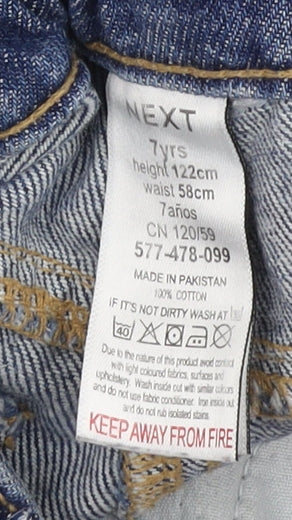 NEXT
7yrs
height 122cm
waist 58cm
7años
CN 120/59
577-478-099
MADE IN PAKISTAN
100% COTTON
IF IT'S NOT DIRTY WASH AT
40
Due to the nature of this product avoid contact
with light coloured fabrics, surfaces and
upholstery. Wash inside out with similar colours
and do not use fabric conditioner. Iron inside out
and do not rub isolated stains
KEEP AWAY FROM FIRE